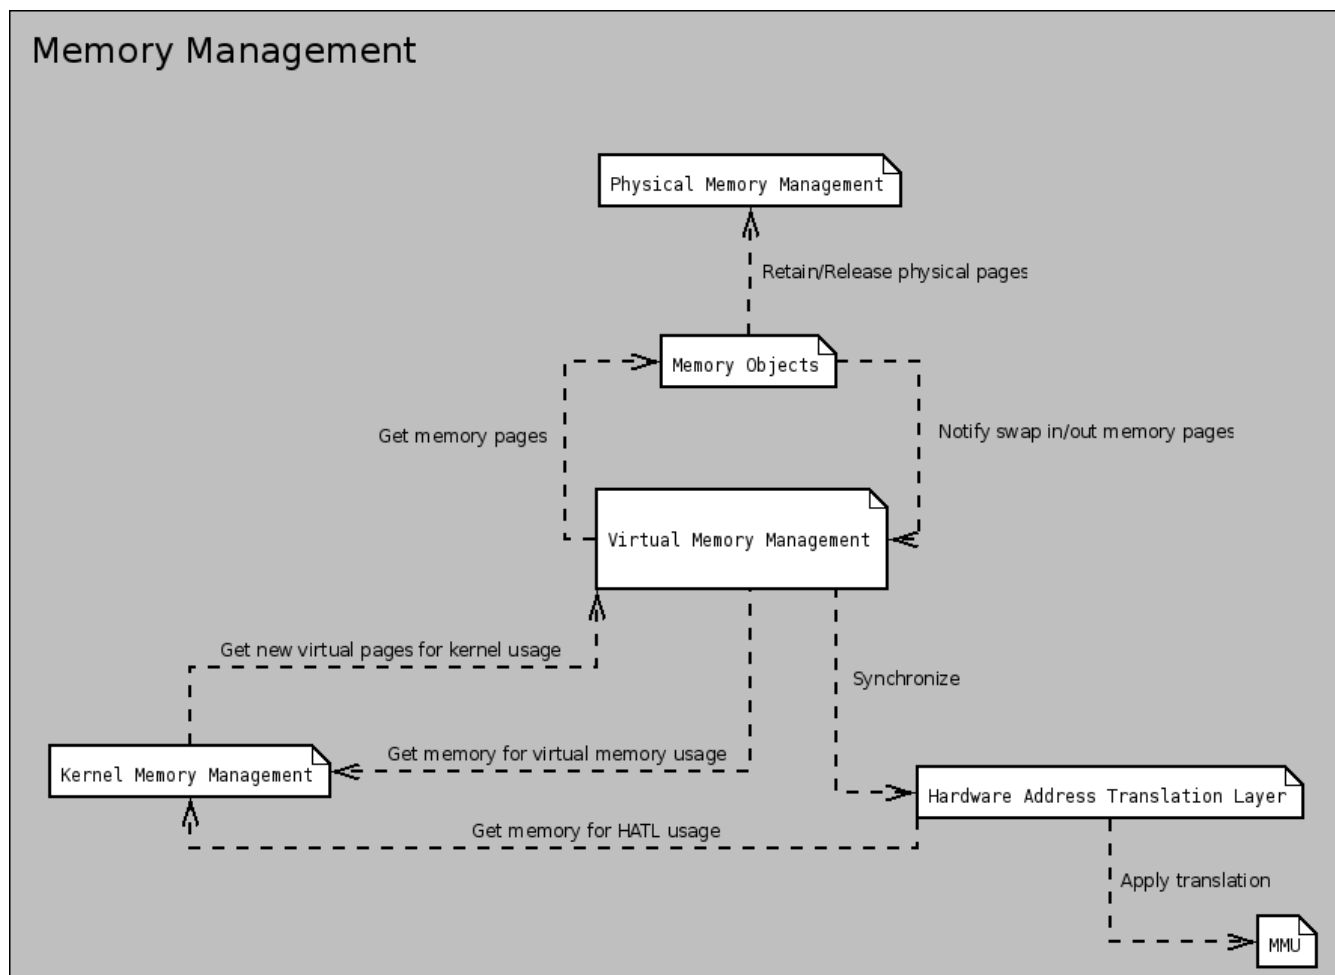 Memory Management
Physical Memory Management
Retain/Release physical pages
Memory Objects
Get memory pages
Notify swap in/out memory pages
Virtual Memory Management
Get new virtual pages for kernel usage
Synchronize
Get memory for virtual memory usage
Kernel Memory Management
Hardware Address Translation Layer
Get memory for HATL usage
Apply translation
MMU